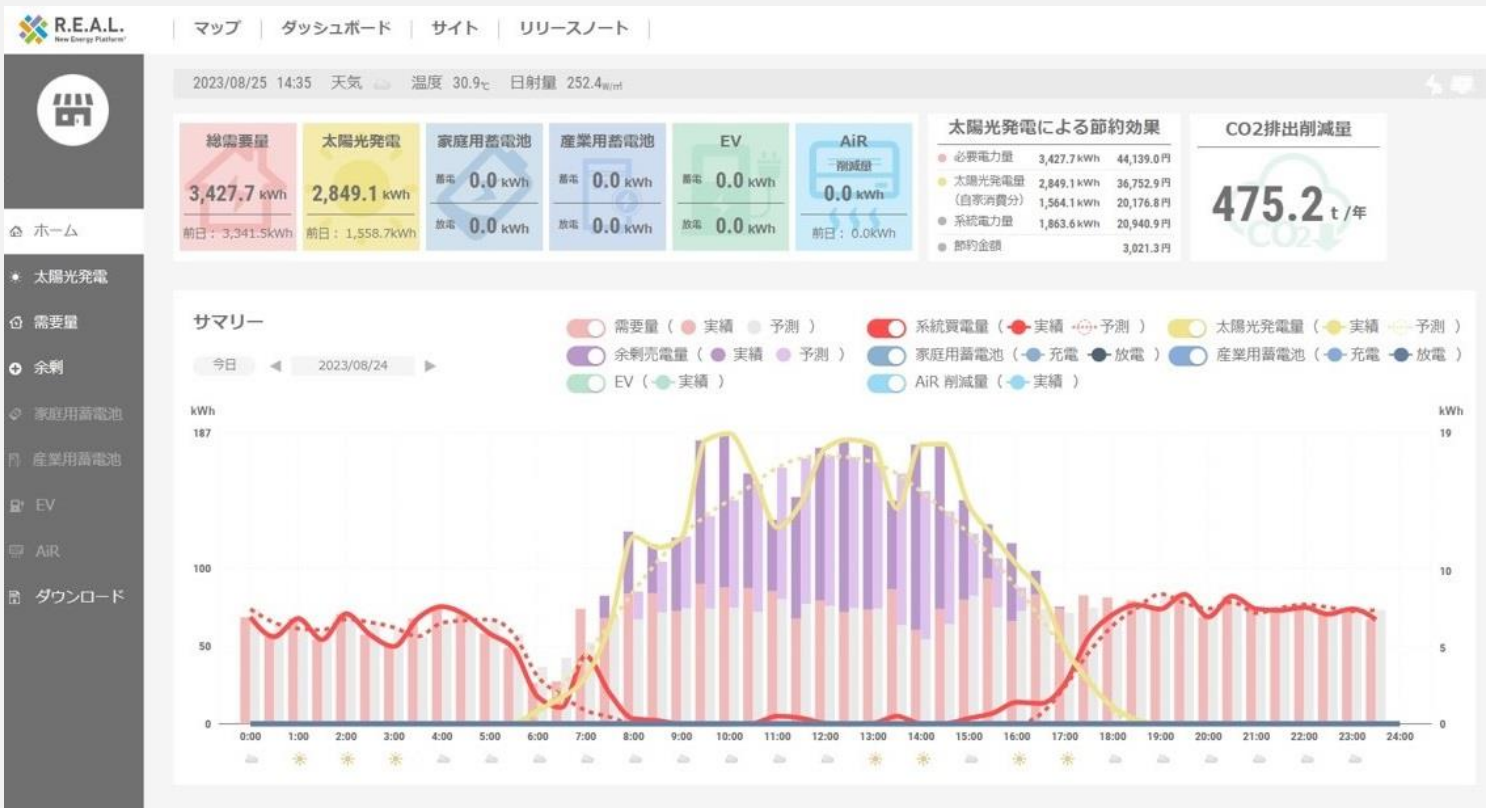 R.E.A.L.
New Energy Platform®
マップ ダッシュボード サイト リリースノート
2023/08/25 14:35 天気 温度 30.9℃ 日射量 252.4W/㎡
ホーム
太陽光発電
需要量
余剰
家庭用蓄電池
産業用蓄電池
EV
AiR
ダウンロード
総需要量
3,427.7 kWh
前日： 3,341.5kWh
太陽光発電
2,849.1 kWh
前日： 1,558.7kWh
家庭用蓄電池
蓄電 0.0 kWh
放電 0.0 kWh
産業用蓄電池
蓄電 0.0 kWh
放電 0.0 kWh
EV
蓄電 0.0 kWh
放電 0.0 kWh
AiR
削減量
0.0 kWh
前日： 0.0kWh
太陽光発電による節約効果
必要電力量 3,427.7 kWh 44,139.0円
太陽光発電量 2,849.1 kWh 36,752.9円
（自家消費分） 1,564.1 kWh 20,176.8円
系統電力量 1,863.6 kWh 20,940.9円
節約金額 3,021.3円
CO2排出削減量
475.2 t /年
CO2
サマリー
今日 ◀ 2023/08/24 ▶
需要量（ 実績 予測 ） 系統買電量（ 実績 予測 ） 太陽光発電量（ 実績 予測 ）
余剰売電量（ 実績 予測 ） 家庭用蓄電池（ 充電 放電 ） 産業用蓄電池（ 充電 放電 ）
EV（ 実績 ） AiR 削減量（ 実績 ）
kWh kWh
187 19
100 10
50 5
0 0
0:00 1:00 2:00 3:00 4:00 5:00 6:00 7:00 8:00 9:00 10:00 11:00 12:00 13:00 14:00 15:00 16:00 17:00 18:00 19:00 20:00 21:00 22:00 23:00 24:00